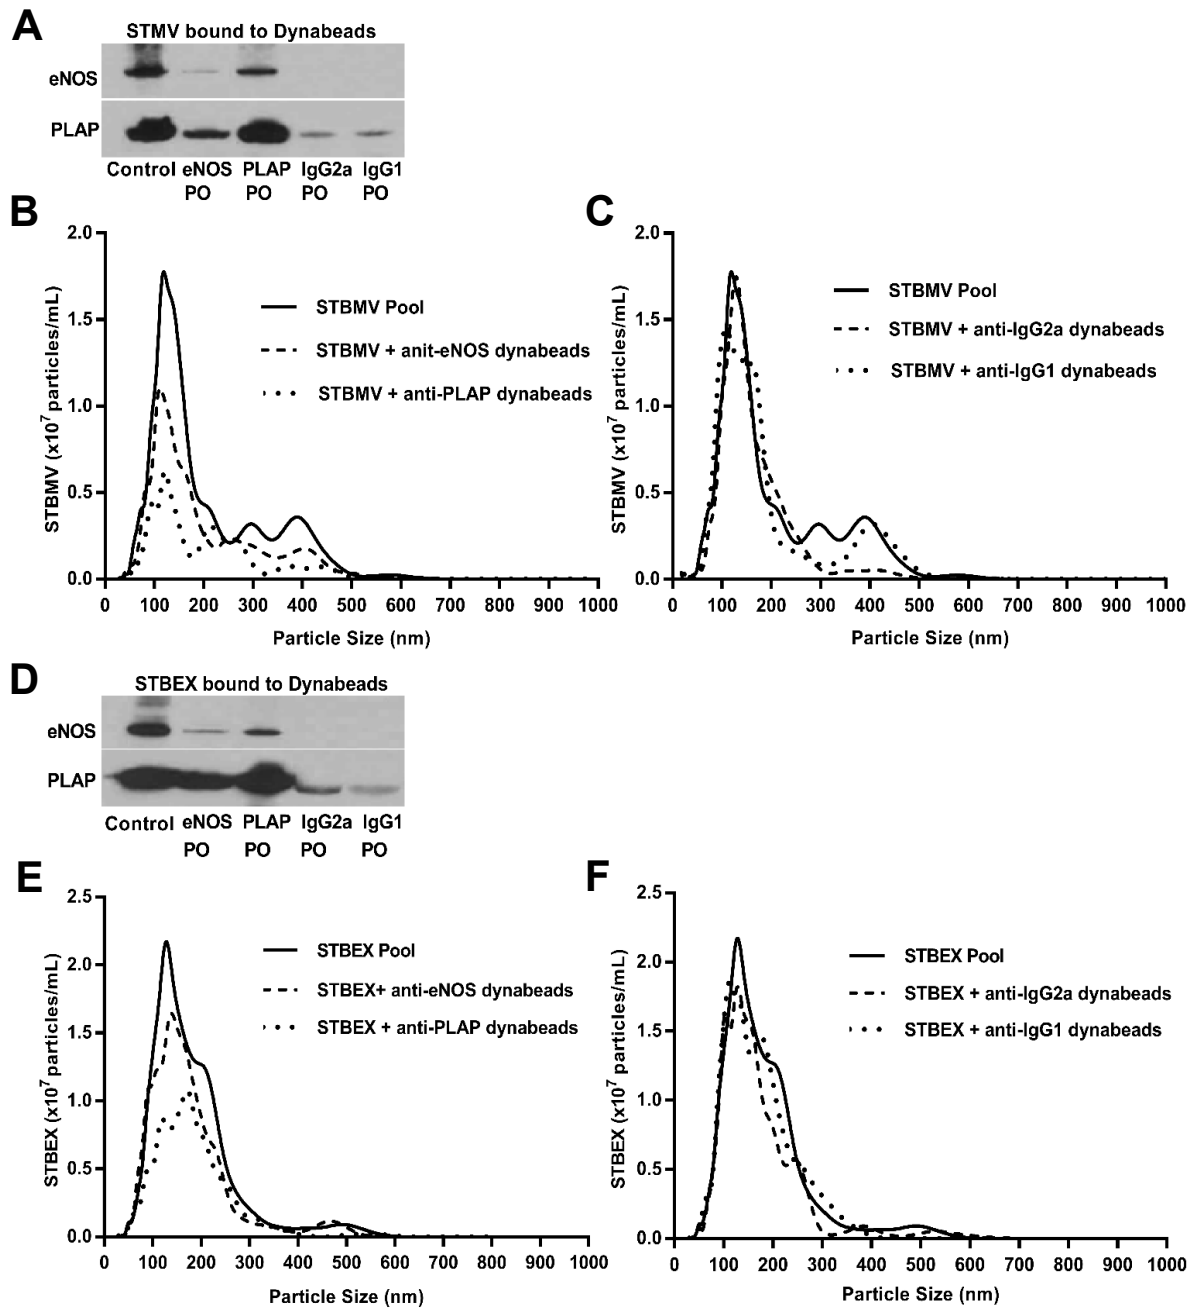 A
STMV bound to Dynabeads
eNOS
PLAP
Control eNOS PLAP IgG2a IgG1
PO PO PO PO
B
2.0
1.5
1.0
0.5
0.0
STBMV (x10⁷ particles/mL)
STBMV Pool
STBMV + anit-eNOS dynabeads
STBMV + anti-PLAP dynabeads
0 100 200 300 400 500 600 700 800 900 1000
Particle Size (nm)
C
2.0
1.5
1.0
0.5
0.0
STBMV (x10⁷ particles/mL)
STBMV Pool
STBMV + anti-IgG2a dynabeads
STBMV + anti-IgG1 dynabeads
0 100 200 300 400 500 600 700 800 900 1000
Particle Size (nm)
D
STBEX bound to Dynabeads
eNOS
PLAP
Control eNOS PLAP IgG2a IgG1
PO PO PO PO
E
2.5
2.0
1.5
1.0
0.5
0.0
STBEX (x10⁷ particles/mL)
STBEX Pool
STBEX+ anti-eNOS dynabeads
STBEX + anti-PLAP dynabeads
0 100 200 300 400 500 600 700 800 900 1000
Particle Size (nm)
F
2.5
2.0
1.5
1.0
0.5
0.0
STBEX (x10⁷ particles/mL)
STBEX Pool
STBEX + anti-IgG2a dynabeads
STBEX + anti-IgG1 dynabeads
0 100 200 300 400 500 600 700 800 900 1000
Particle Size (nm)